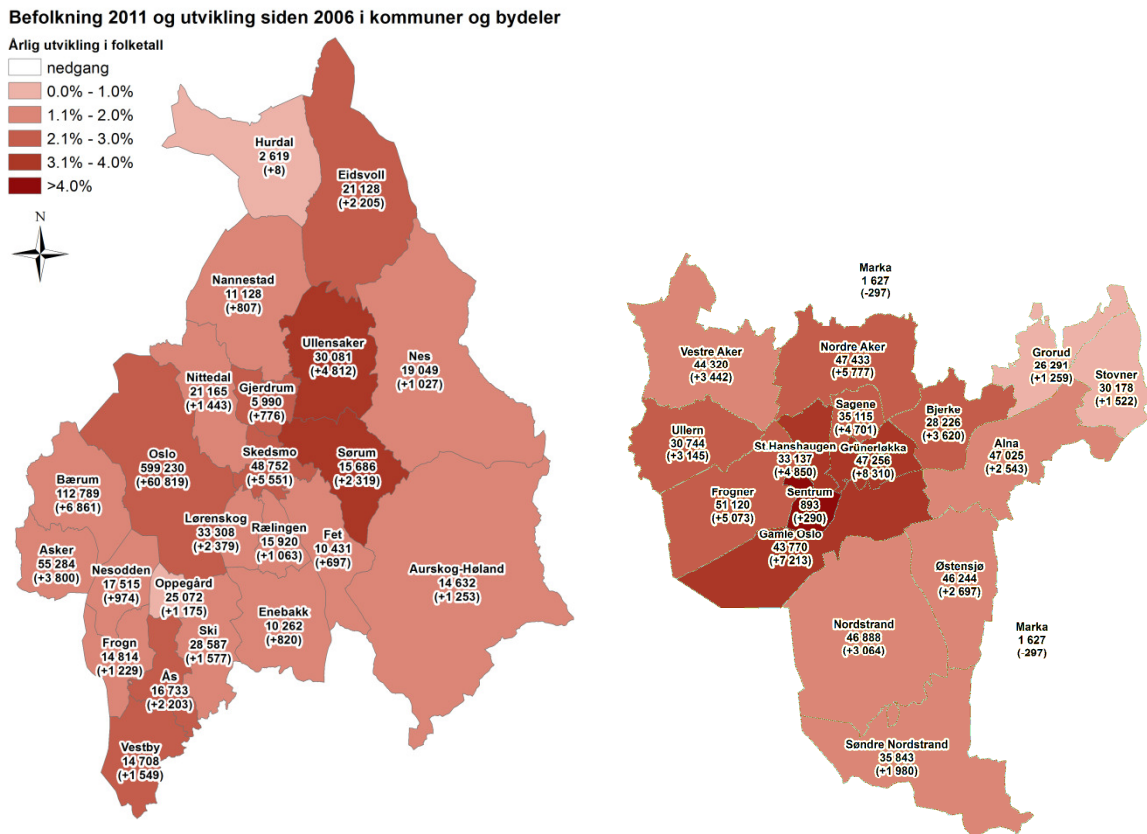 Befolkning 2011 og utvikling siden 2006 i kommuner og bydeler
Årlig utvikling i folketall
nedgang
0.0% - 1.0%
1.1% - 2.0%
2.1% - 3.0%
3.1% - 4.0%
>4.0%
N
Hurdal
2 619
(+8)
Eidsvoll
21 128
(+2 205)
Nannestad
11 128
(+807)
Ullensaker
30 081
(+4 812)
Nes
19 049
(+1 027)
Nittedal
21 165
(+1 443)
Gjerdrum
5 990
(+776)
Oslo
599 230
(+60 819)
Skedsmo
48 752
(+5 551)
Sørum
15 686
(+2 319)
Bærum
112 789
(+6 861)
Lørenskog
33 308
(+2 379)
Rælingen
15 920
(+1 063)
Fet
10 431
(+697)
Asker
55 284
(+3 800)
Nesodden
17 515
(+974)
Oppegård
25 072
(+1 175)
Aurskog-Høland
14 632
(+1 253)
Enebakk
10 262
(+820)
Frogn
14 814
(+1 229)
Ski
28 587
(+1 577)
Ås
16 733
(+2 203)
Vestby
14 708
(+1 549)
Marka
1 627
(-297)
Vestre Aker
44 320
(+3 442)
Nordre Aker
47 433
(+5 777)
Grorud
26 291
(+1 259)
Stovner
30 178
(+1 522)
Sagene
35 115
(+4 701)
Bjerke
28 226
(+3 620)
Ullern
30 744
(+3 145)
St.Hanshaugen
33 137
(+4 850)
Grünerløkka
47 256
(+8 310)
Alna
47 025
(+2 543)
Frogner
51 120
(+5 073)
Sentrum
893
(+290)
Gamle Oslo
43 770
(+7 213)
Østensjø
46 244
(+2 697)
Nordstrand
46 888
(+3 064)
Marka
1 627
(-297)
Søndre Nordstrand
35 843
(+1 980)